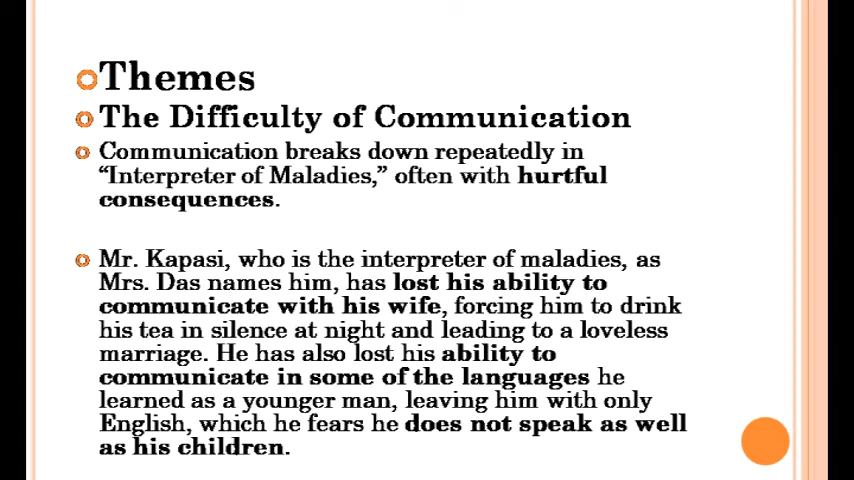 Themes
The Difficulty of Communication
Communication breaks down repeatedly in
“Interpreter of Maladies,” often with hurtful
consequences.
Mr. Kapasi, who is the interpreter of maladies, as
Mrs. Das names him, has lost his ability to
communicate with his wife, forcing him to drink
his tea in silence at night and leading to a loveless
marriage. He has also lost his ability to
communicate in some of the languages he
learned as a younger man, leaving him with only
English, which he fears he does not speak as well
as his children.